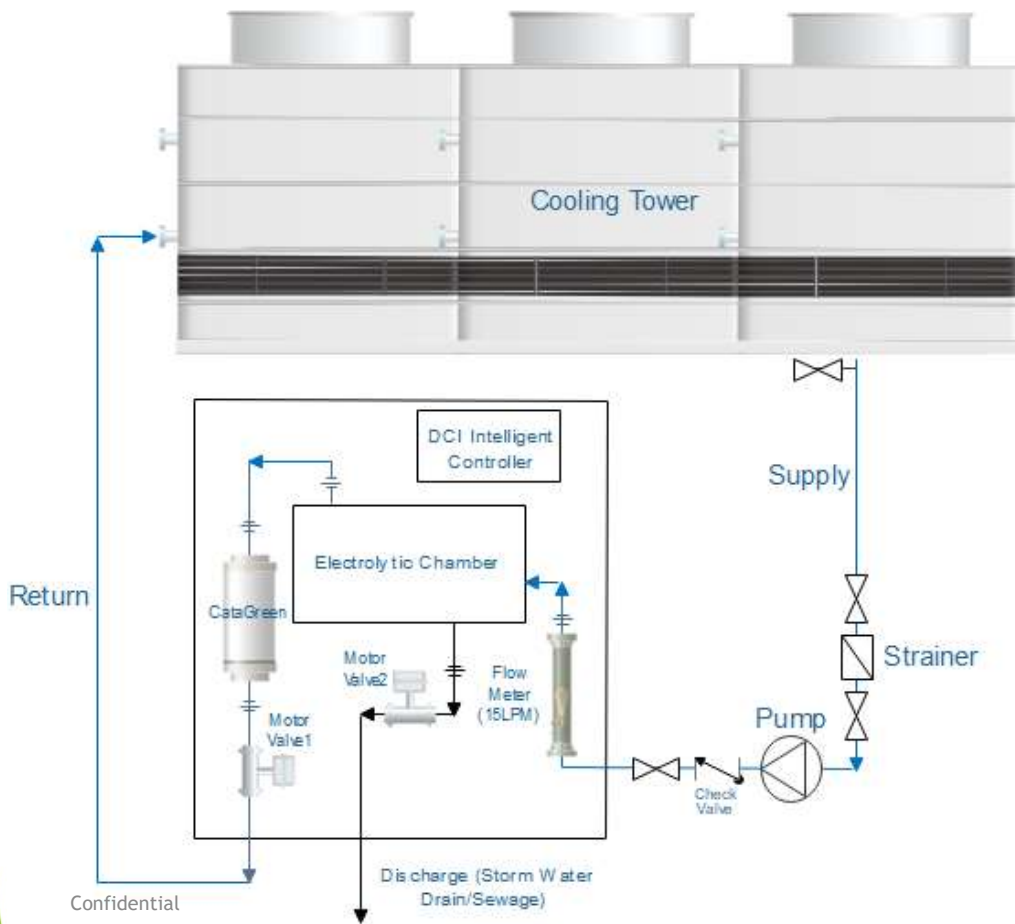 Cooling Tower
DCI Intelligent
Controller
Supply
Electrolytic Chamber
Return
CataGreen
Motor
Valve2
Flow
Meter
(15LPM)
Strainer
Motor
Valve1
Pump
Check
Valve
Discharge (Storm Water
Drain/Sewage)
Confidential